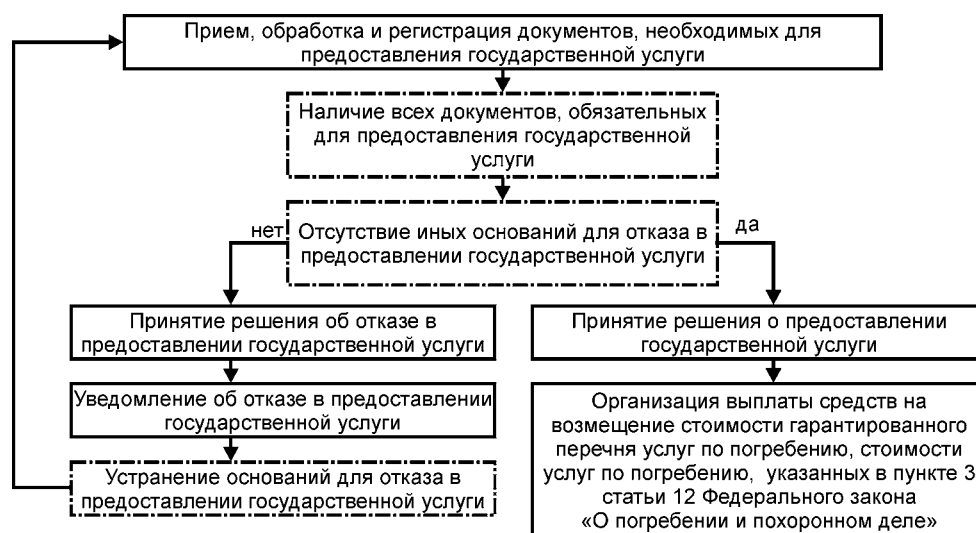 Прием, обработка и регистрация документов, необходимых для
предоставления государственной услуги
Наличие всех документов, обязательных
для предоставления государственной
услуги
Отсутствие иных оснований для отказа в
предоставлении государственной услуги
нет
да
Принятие решения об отказе в
предоставлении государственной услуги
Уведомление об отказе в предоставлении
государственной услуги
Устранение оснований для отказа в
предоставлении государственной услуги
Принятие решения о предоставлении
государственной услуги
Организация выплаты средств на
возмещение стоимости гарантированного
перечня услуг по погребению, стоимости
услуг по погребению, указанных в пункте 3
статьи 12 Федерального закона
«О погребении и похоронном деле»